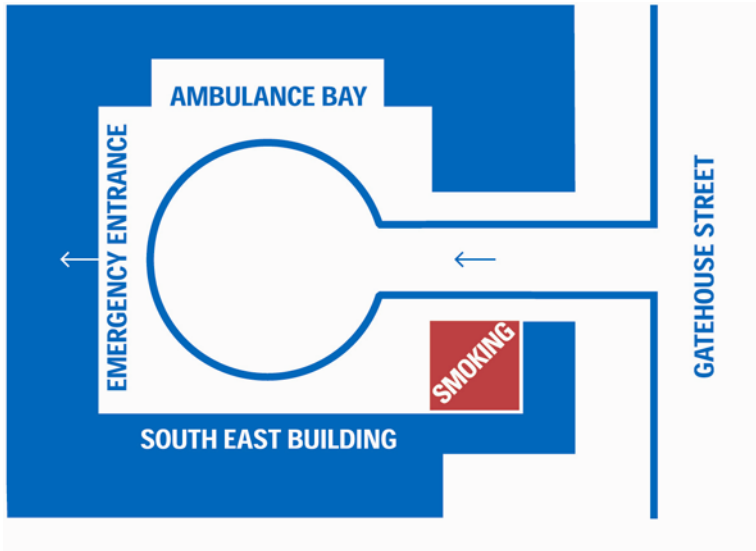 AMBULANCE BAY
EMERGENCY ENTRANCE
GATEHOUSE STREET
SMOKING
SOUTH EAST BUILDING